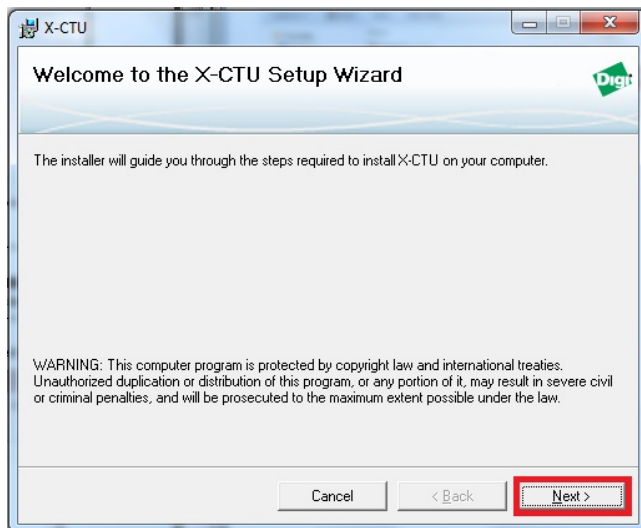 X-CTU
Welcome to the X-CTU Setup Wizard
Digi
The installer will guide you through the steps required to install X-CTU on your computer.
WARNING: This computer program is protected by copyright law and international treaties.
Unauthorized duplication or distribution of this program, or any portion of it, may result in severe civil
or criminal penalties, and will be prosecuted to the maximum extent possible under the law.
Cancel
< Back
Next >